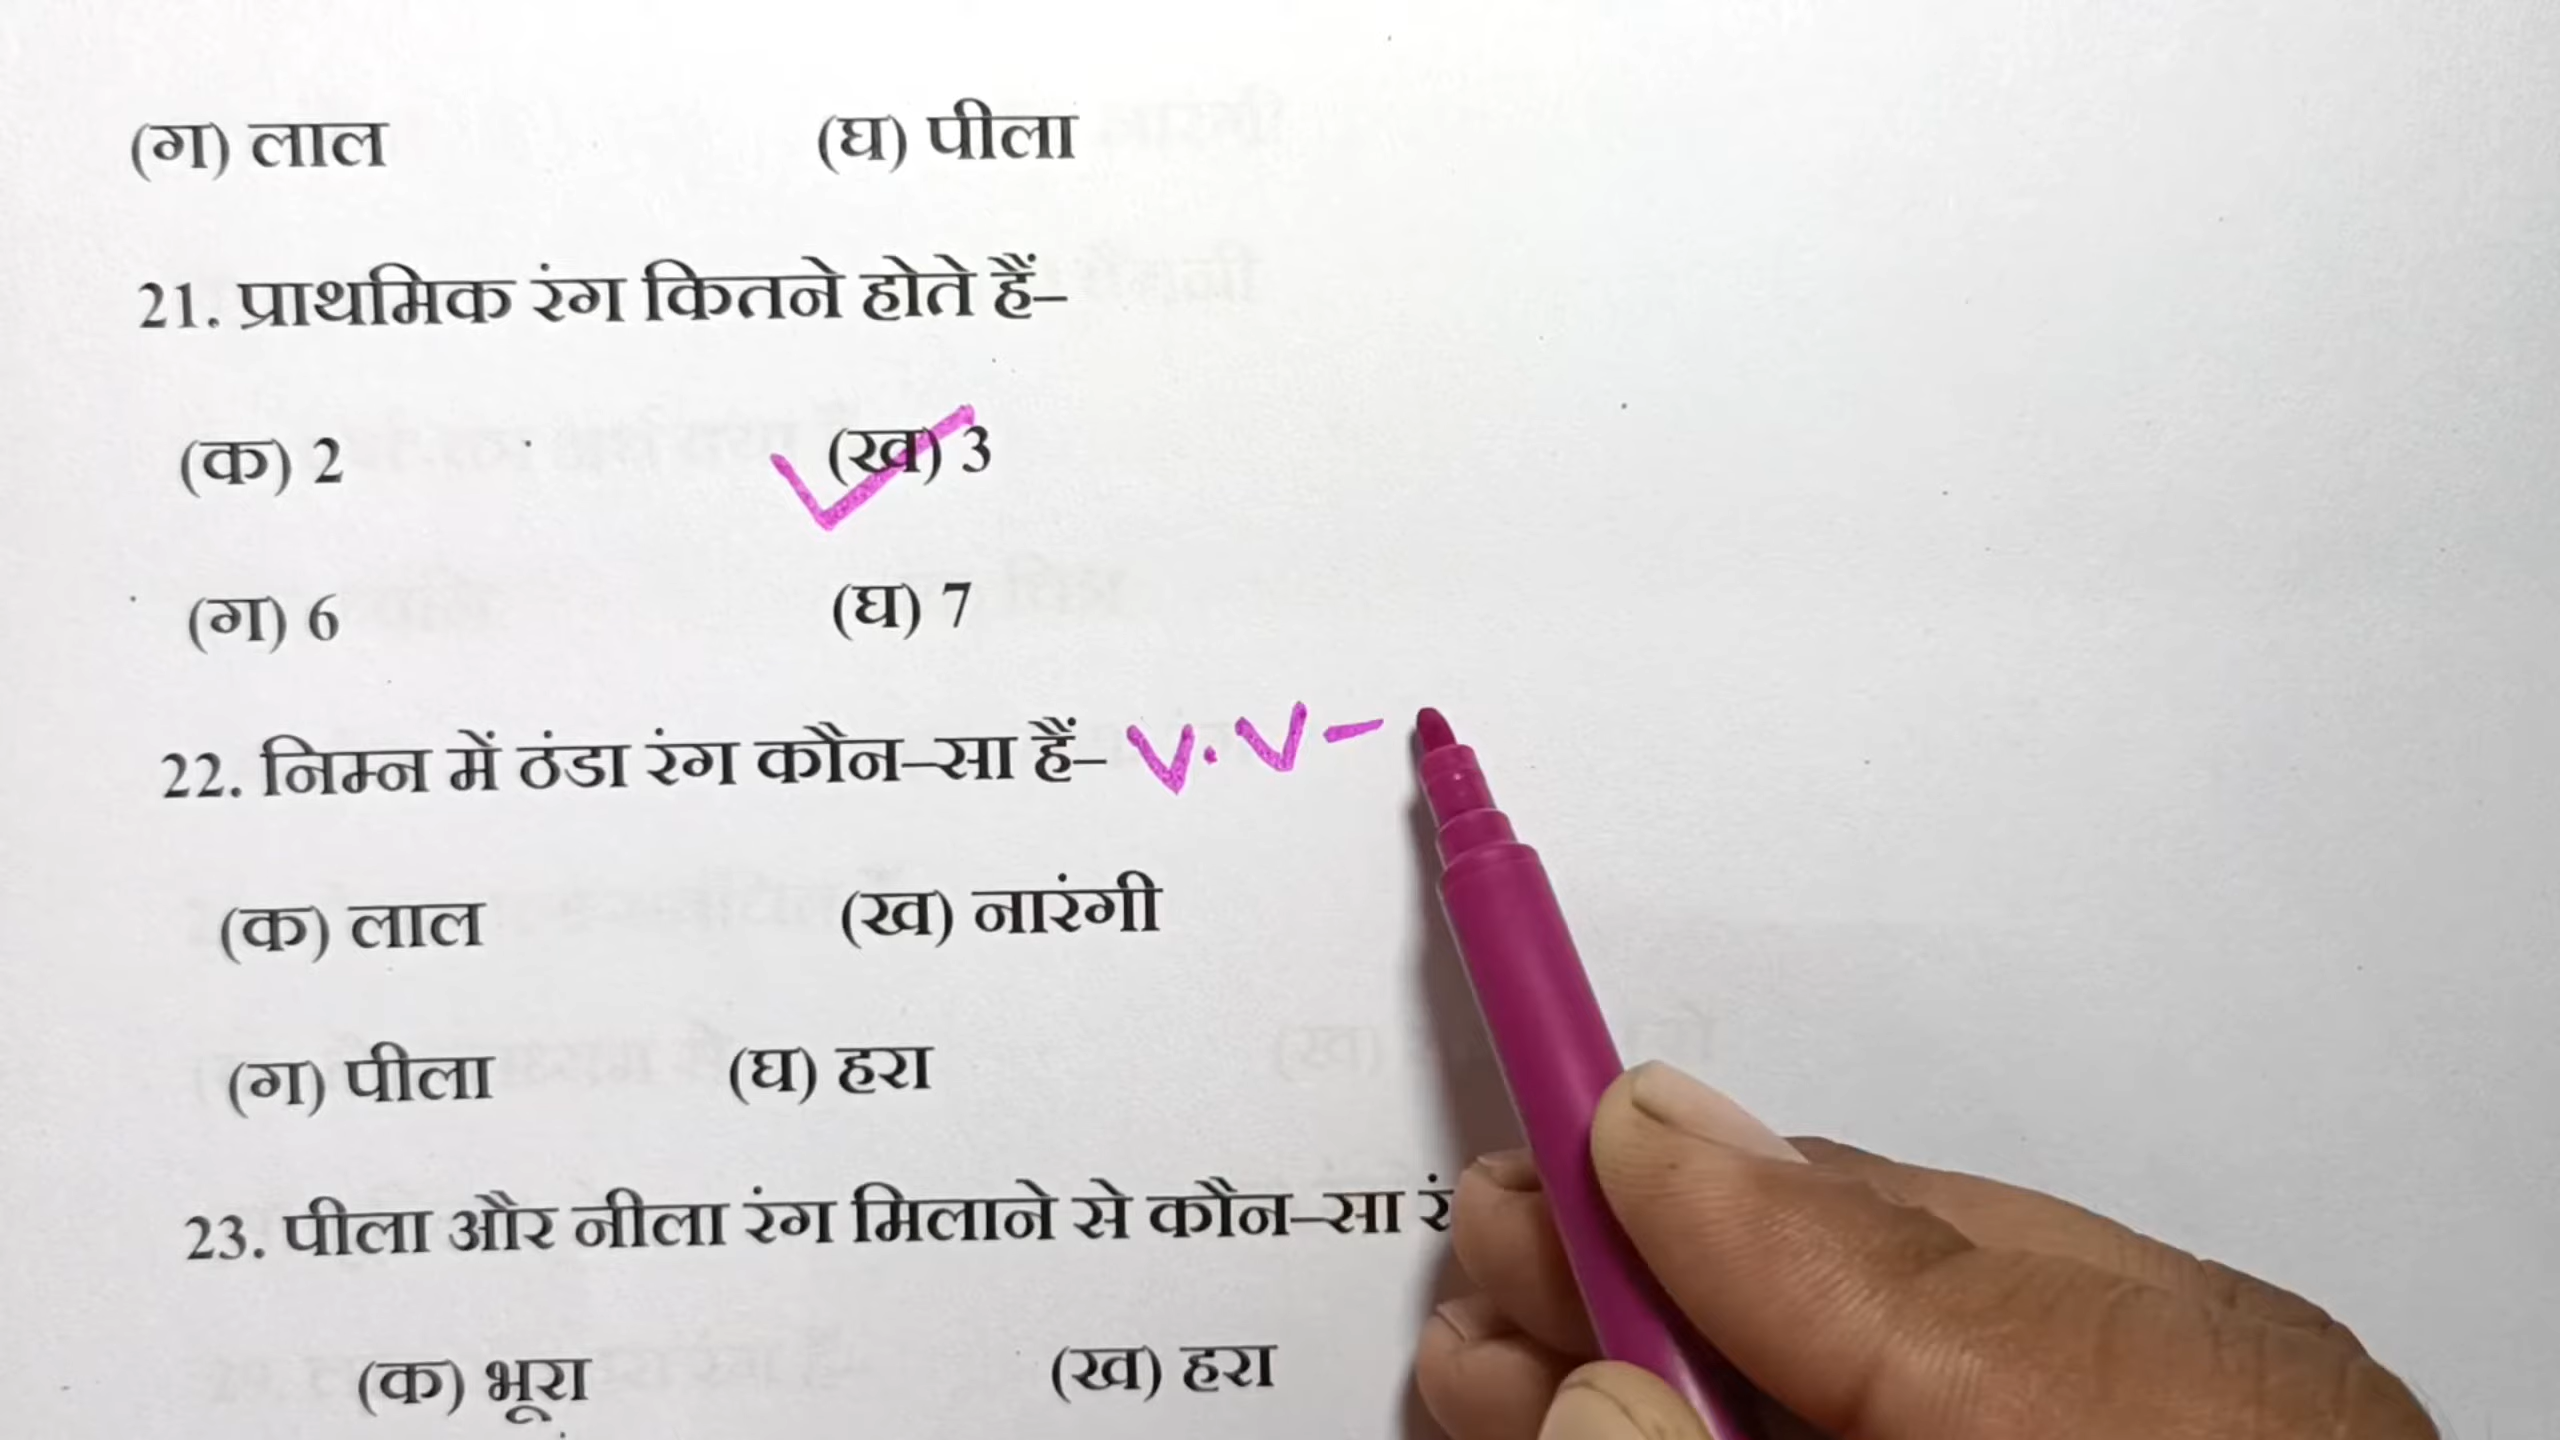 (ग) लाल (घ) पीला
21. प्राथमिक रंग कितने होते हैं–
(क) 2 (ख) 3
(ग) 6 (घ) 7
22. निम्न में ठंडा रंग कौन–सा हैं– V.V –
(क) लाल (ख) नारंगी
(ग) पीला (घ) हरा
23. पीला और नीला रंग मिलाने से कौन–सा
(क) भूरा (ख) हरा